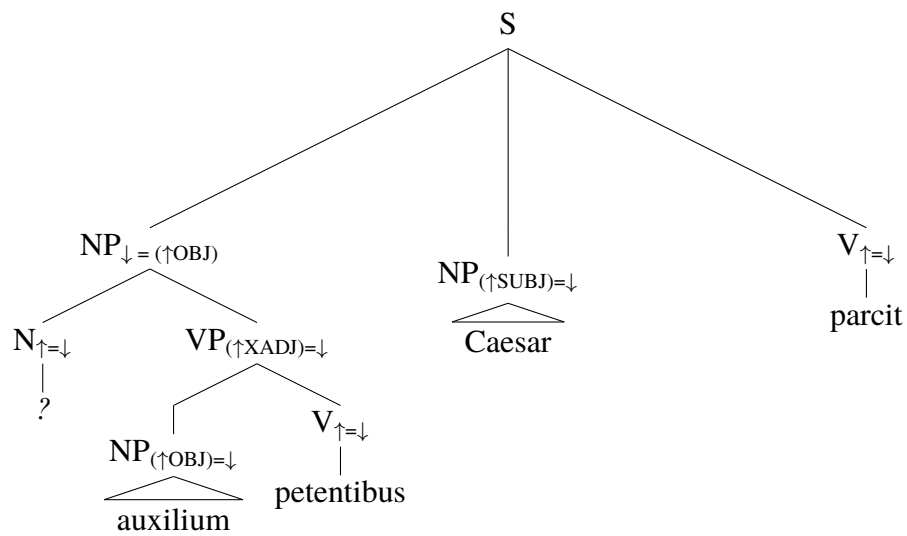 S
NP↓ = (↑OBJ)
NP(↑SUBJ)=↓
V↑=↓
N↑=↓
VP(↑XADJ)=↓
Caesar
parcit
?
NP(↑OBJ)=↓
V↑=↓
auxilium
petentibus